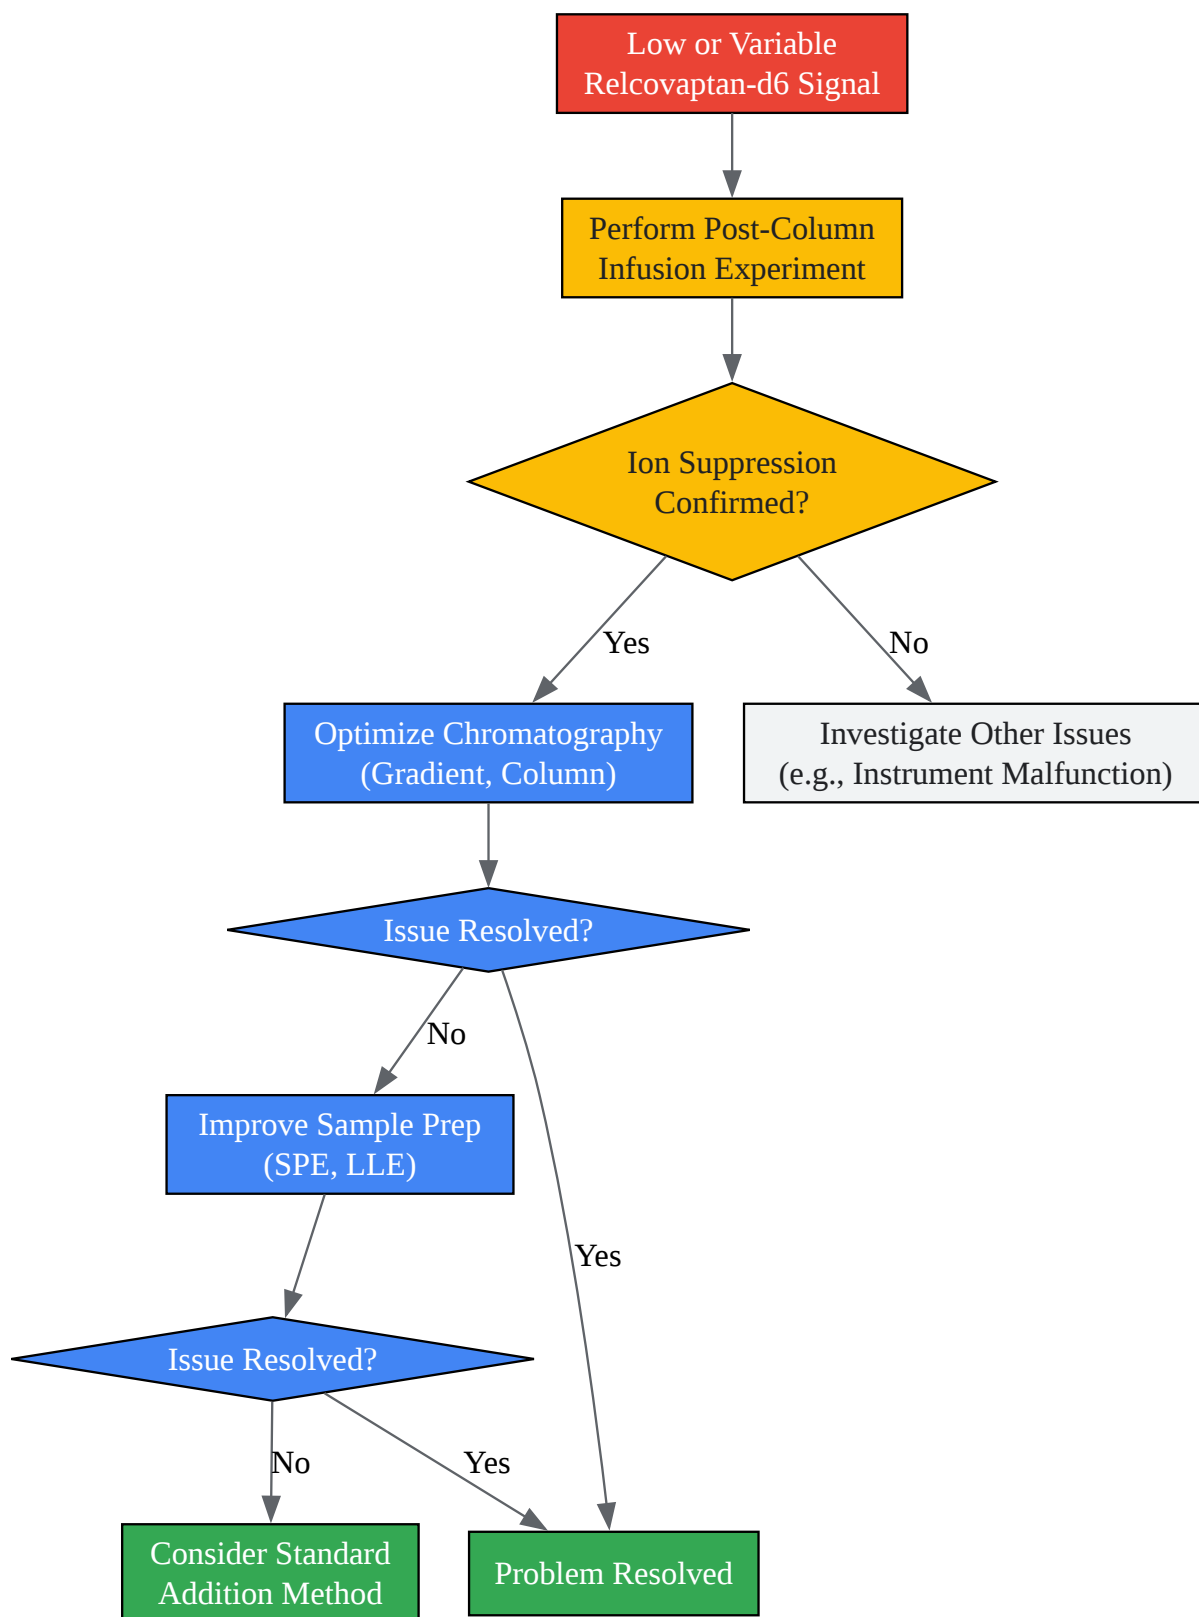 Low or Variable
Relcovaptan-d6 Signal
Perform Post-Column
Infusion Experiment
Ion Suppression
Confirmed?
Yes
No
Optimize Chromatography
(Gradient, Column)
Investigate Other Issues
(e.g., Instrument Malfunction)
Issue Resolved?
No
Improve Sample Prep
(SPE, LLE)
Yes
Issue Resolved?
No
Yes
Consider Standard
Addition Method
Problem Resolved